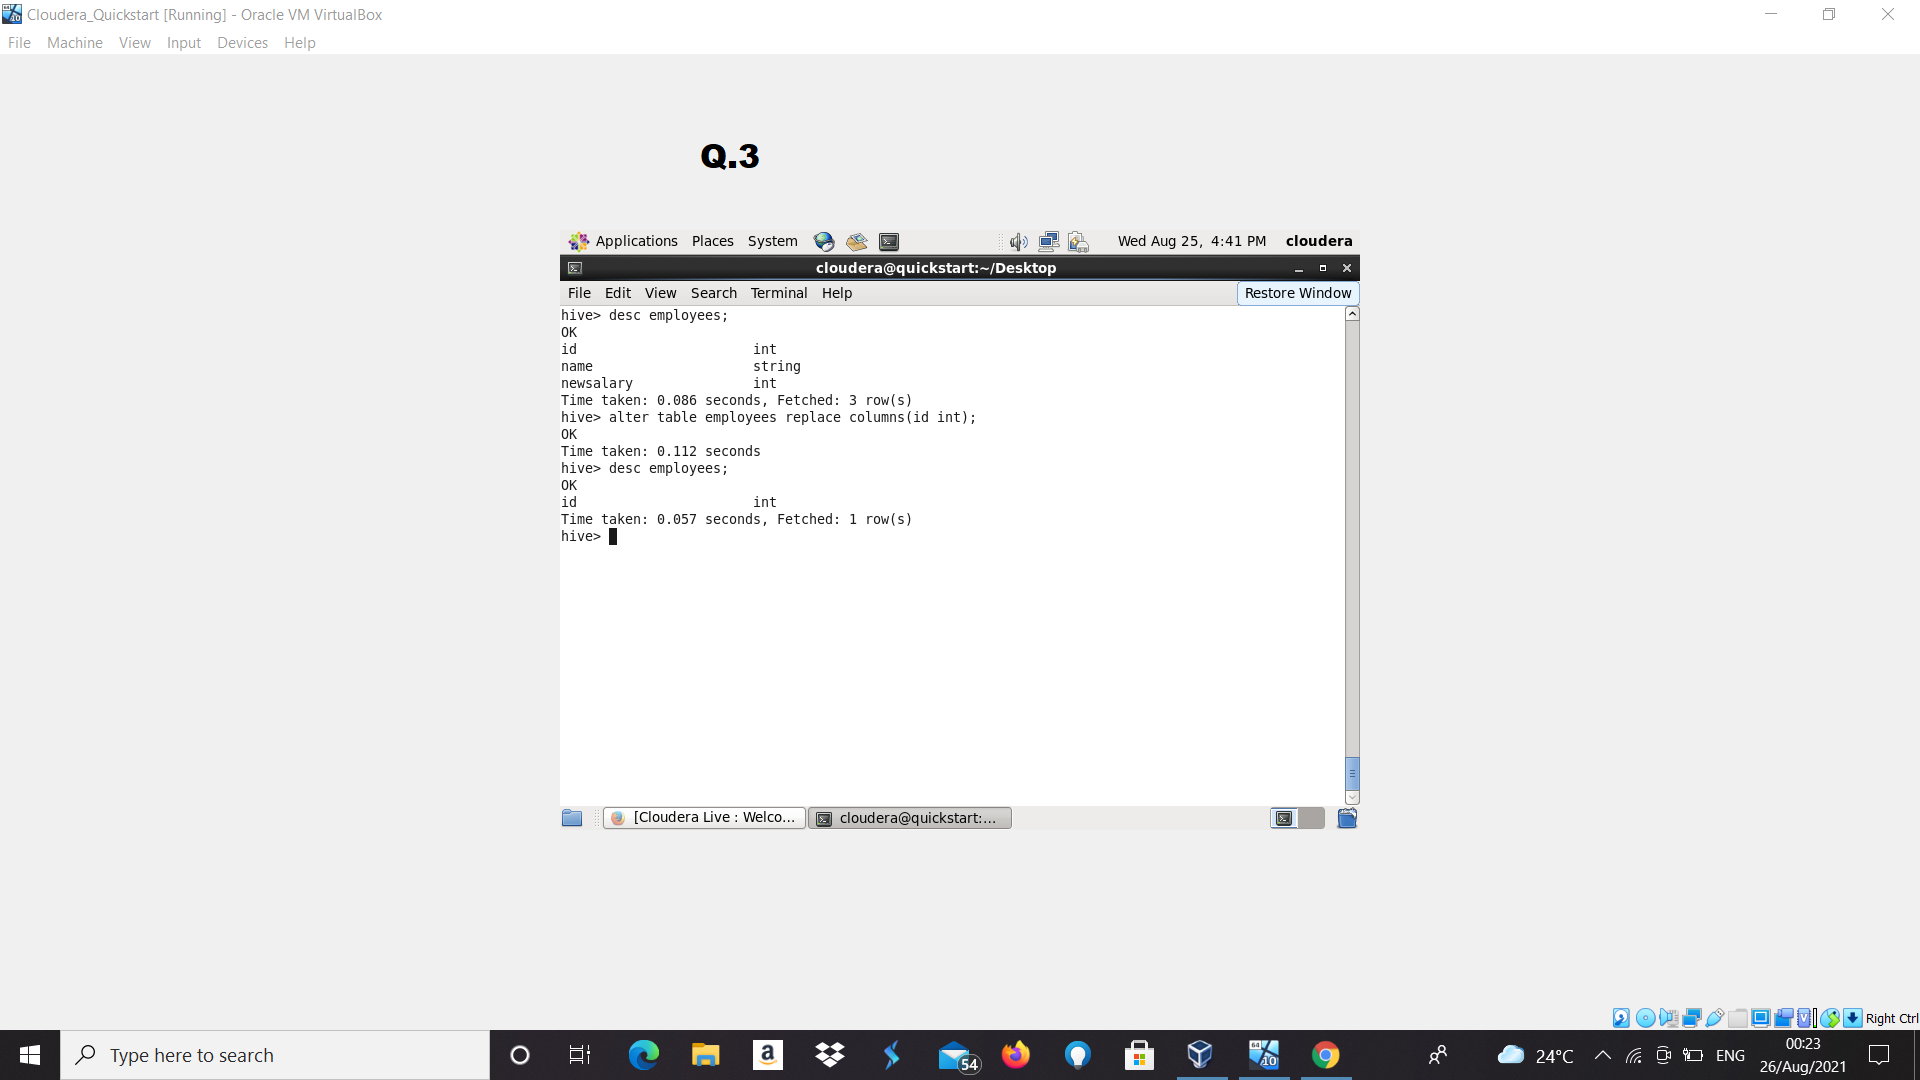 Cloudera_Quickstart [Running] - Oracle VM VirtualBox
File Machine View Input Devices Help
Q.3
Applications Places System Wed Aug 25, 4:41 PM cloudera
cloudera@quickstart:~/Desktop
File Edit View Search Terminal Help Restore Window
hive> desc employees;
OK
id int
name string
newsalary int
Time taken: 0.086 seconds, Fetched: 3 row(s)
hive> alter table employees replace columns(id int);
OK
Time taken: 0.112 seconds
hive> desc employees;
OK
id int
Time taken: 0.057 seconds, Fetched: 1 row(s)
hive>
[Cloudera Live : Welco... cloudera@quickstart:...
Right Ctrl
Type here to search 54 24°C ENG 00:23
26/Aug/2021